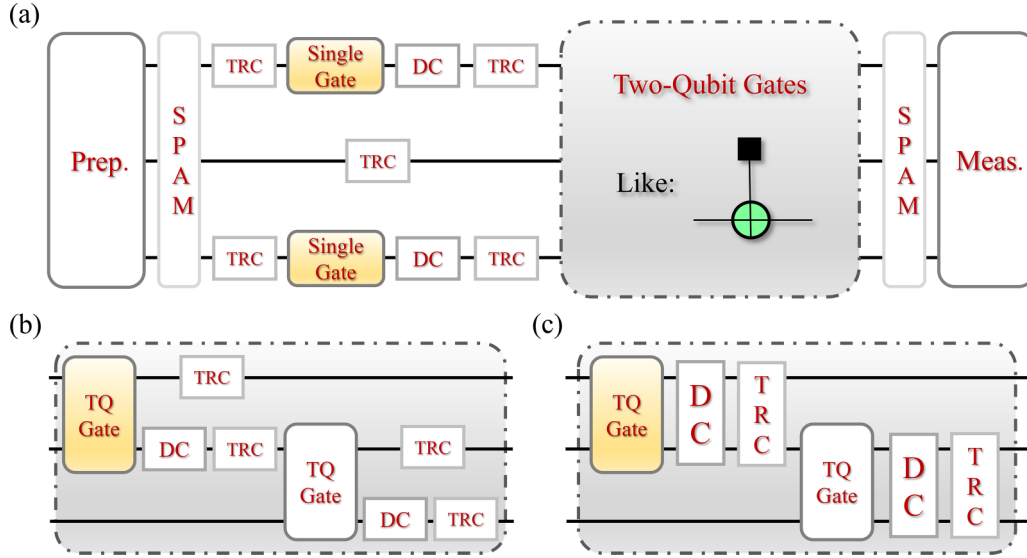 (a)
Prep.
S
P
A
M
TRC
Single
Gate
DC
TRC
TRC
TRC
Single
Gate
DC
TRC
Two-Qubit Gates
Like:
S
P
A
M
Meas.
(b)
TQ
Gate
TRC
DC
TRC
TQ
Gate
TRC
DC
TRC
(c)
TQ
Gate
D
C
T
R
C
TQ
Gate
D
C
T
R
C